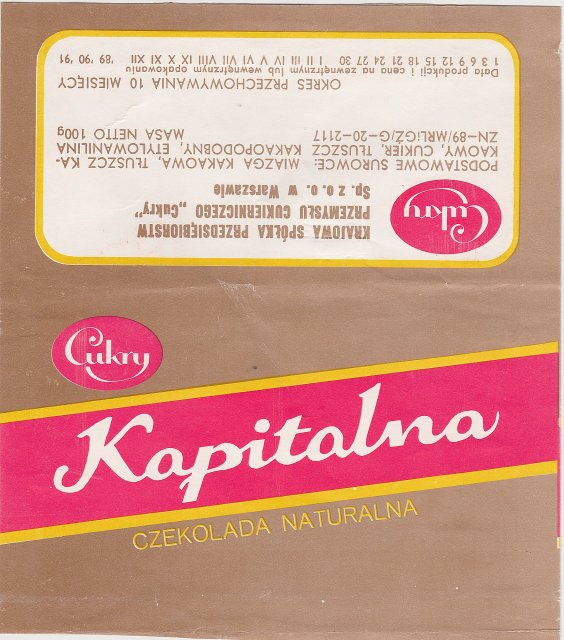 Cukry
KRAJOWA SPÓŁKA PRZEDSIĘBIORSTW
PRZEMYSŁU CUKIERNICZEGO „Cukry”
Sp. z o. o. w Warszawie
PODSTAWOWE SUROWCE: MIAZGA KAKAOWA, TŁUSZCZ KA-
KAOWY, CUKIER, TŁUSZCZ KAKAOPODOBNY, ETYLOWANILINA
ZN-89/MRLiGŻ/G-20-2117 MASA NETTO 100g
OKRES PRZECHOWYWANIA 10 MIESIĘCY
Data produkcji i cena na zewnętrznym lub wewnętrznym opakowaniu
1 3 6 9 12 15 18 21 24 27 30 I II III IV V VI VII VIII IX X XI XII '89 '90 '91
Cukry
Kapitalna
CZEKOLADA NATURALNA